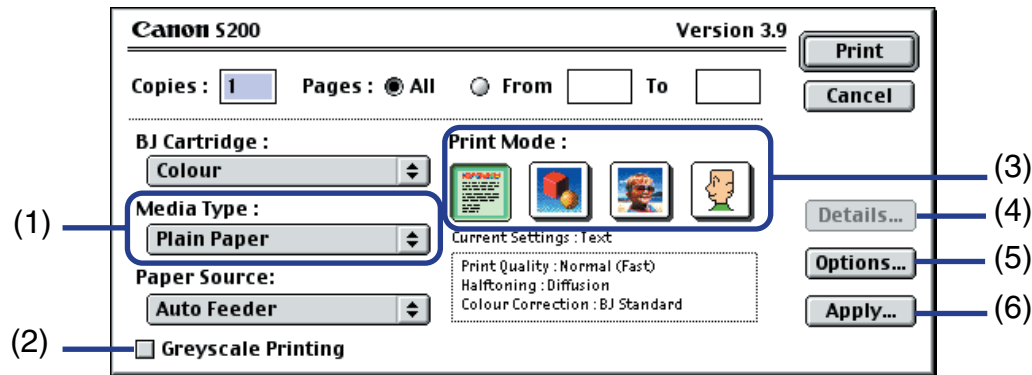 Canon S200 Version 3.9
Print
Copies : 1 Pages : All From To
Cancel
BJ Cartridge :
Colour
Print Mode :
(3)
(1)
Media Type :
Plain Paper
Details...
(4)
Current Settings : Text
Print Quality : Normal (Fast)
Halftoning : Diffusion
Colour Correction : BJ Standard
Options...
(5)
Paper Source:
Auto Feeder
Apply...
(6)
(2)
Greyscale Printing